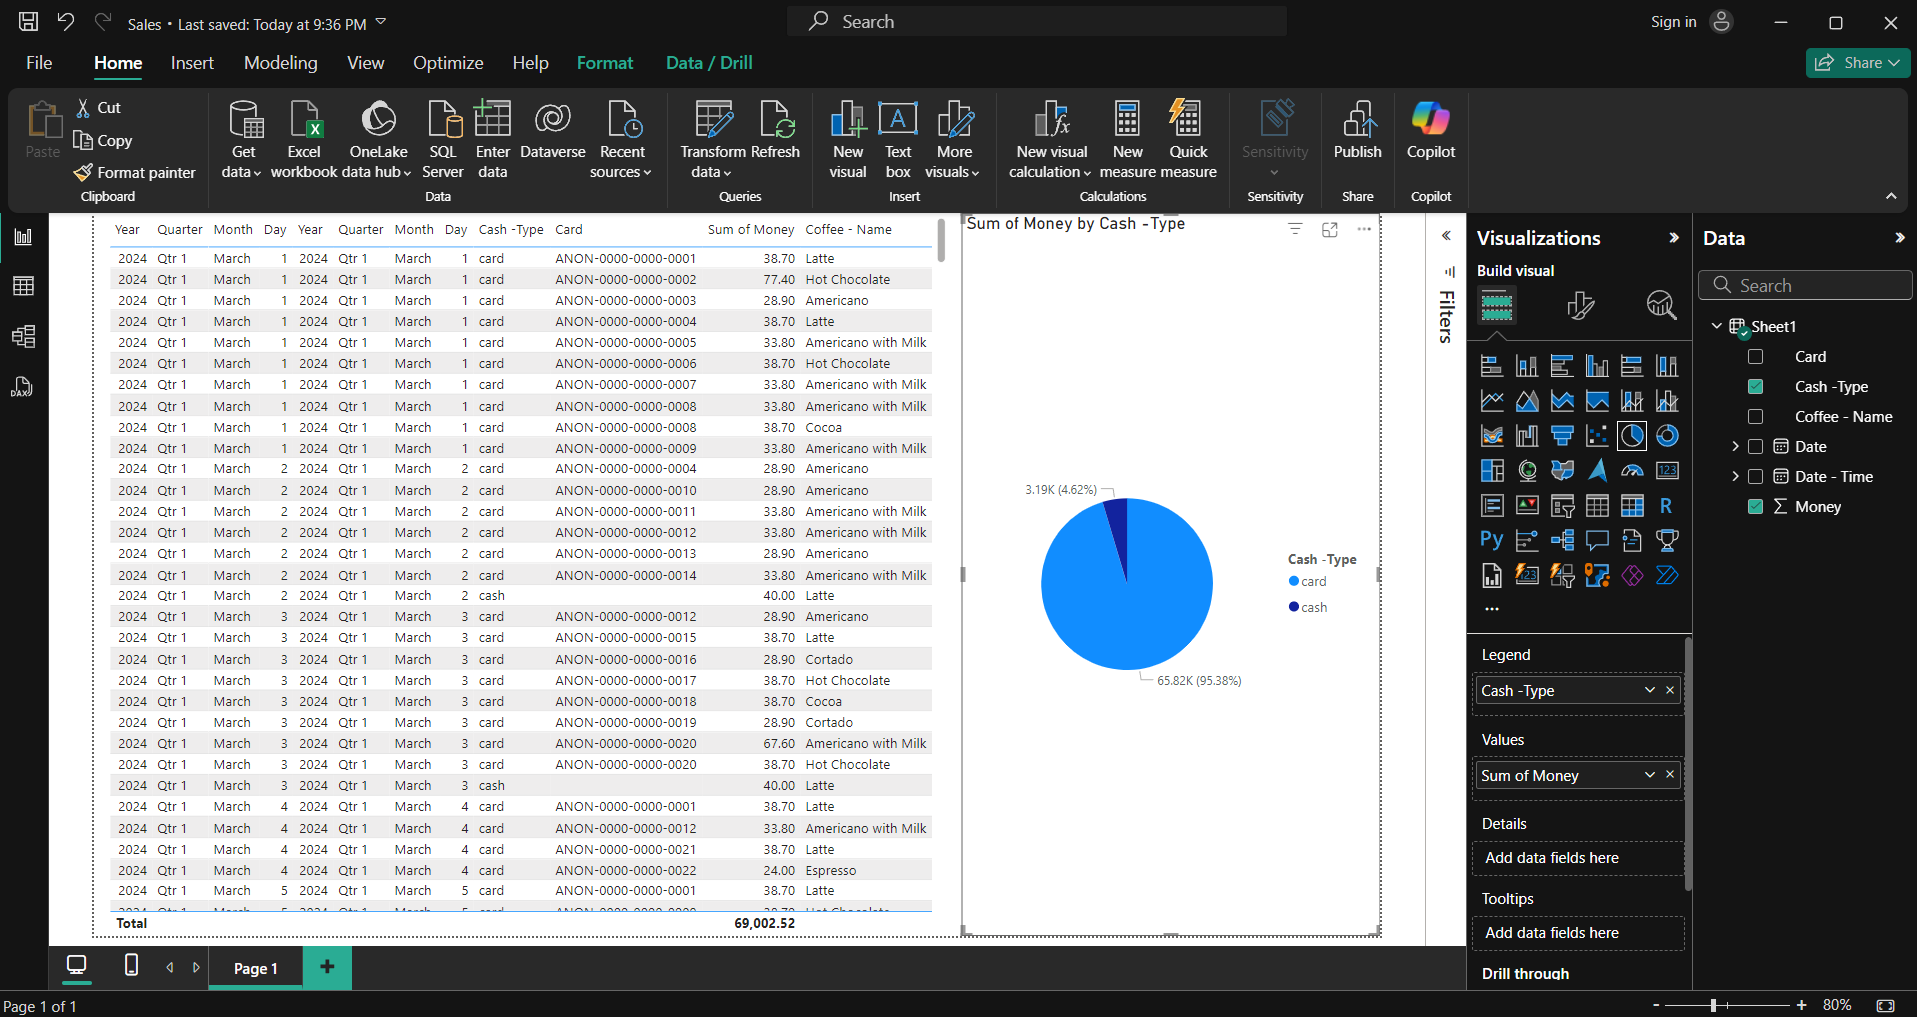 Sales • Last saved: Today at 9:36 PM
Search
Sign in
File Home Insert Modeling View Optimize Help Format Data / Drill
Share
Paste
Cut
Copy
Format painter
Clipboard
Get data
Excel workbook
OneLake data hub
SQL Server
Enter data
Dataverse
Recent sources
Data
Transform data
Refresh
Queries
New visual
Text box
More visuals
Insert
New visual calculation
New measure
Quick measure
Calculations
Sensitivity
Sensitivity
Publish
Share
Copilot
Copilot
Year Quarter Month Day Year Quarter Month Day Cash -Type Card Sum of Money Coffee - Name
2024 Qtr 1 March 1 2024 Qtr 1 March 1 card ANON-0000-0000-0001 38.70 Latte
2024 Qtr 1 March 1 2024 Qtr 1 March 1 card ANON-0000-0000-0002 77.40 Hot Chocolate
2024 Qtr 1 March 1 2024 Qtr 1 March 1 card ANON-0000-0000-0003 28.90 Americano
2024 Qtr 1 March 1 2024 Qtr 1 March 1 card ANON-0000-0000-0004 38.70 Latte
2024 Qtr 1 March 1 2024 Qtr 1 March 1 card ANON-0000-0000-0005 33.80 Americano with Milk
2024 Qtr 1 March 1 2024 Qtr 1 March 1 card ANON-0000-0000-0006 38.70 Hot Chocolate
2024 Qtr 1 March 1 2024 Qtr 1 March 1 card ANON-0000-0000-0007 33.80 Americano with Milk
2024 Qtr 1 March 1 2024 Qtr 1 March 1 card ANON-0000-0000-0008 33.80 Americano with Milk
2024 Qtr 1 March 1 2024 Qtr 1 March 1 card ANON-0000-0000-0008 38.70 Cocoa
2024 Qtr 1 March 1 2024 Qtr 1 March 1 card ANON-0000-0000-0009 33.80 Americano with Milk
2024 Qtr 1 March 2 2024 Qtr 1 March 2 card ANON-0000-0000-0004 28.90 Americano
2024 Qtr 1 March 2 2024 Qtr 1 March 2 card ANON-0000-0000-0010 28.90 Americano
2024 Qtr 1 March 2 2024 Qtr 1 March 2 card ANON-0000-0000-0011 33.80 Americano with Milk
2024 Qtr 1 March 2 2024 Qtr 1 March 2 card ANON-0000-0000-0012 33.80 Americano with Milk
2024 Qtr 1 March 2 2024 Qtr 1 March 2 card ANON-0000-0000-0013 28.90 Americano
2024 Qtr 1 March 2 2024 Qtr 1 March 2 card ANON-0000-0000-0014 33.80 Americano with Milk
2024 Qtr 1 March 2 2024 Qtr 1 March 2 cash 40.00 Latte
2024 Qtr 1 March 3 2024 Qtr 1 March 3 card ANON-0000-0000-0012 28.90 Americano
2024 Qtr 1 March 3 2024 Qtr 1 March 3 card ANON-0000-0000-0015 38.70 Latte
2024 Qtr 1 March 3 2024 Qtr 1 March 3 card ANON-0000-0000-0016 28.90 Cortado
2024 Qtr 1 March 3 2024 Qtr 1 March 3 card ANON-0000-0000-0017 38.70 Hot Chocolate
2024 Qtr 1 March 3 2024 Qtr 1 March 3 card ANON-0000-0000-0018 38.70 Cocoa
2024 Qtr 1 March 3 2024 Qtr 1 March 3 card ANON-0000-0000-0019 28.90 Cortado
2024 Qtr 1 March 3 2024 Qtr 1 March 3 card ANON-0000-0000-0020 67.60 Americano with Milk
2024 Qtr 1 March 3 2024 Qtr 1 March 3 card ANON-0000-0000-0020 38.70 Hot Chocolate
2024 Qtr 1 March 3 2024 Qtr 1 March 3 cash 40.00 Latte
2024 Qtr 1 March 4 2024 Qtr 1 March 4 card ANON-0000-0000-0001 38.70 Latte
2024 Qtr 1 March 4 2024 Qtr 1 March 4 card ANON-0000-0000-0012 33.80 Americano with Milk
2024 Qtr 1 March 4 2024 Qtr 1 March 4 card ANON-0000-0000-0021 38.70 Latte
2024 Qtr 1 March 4 2024 Qtr 1 March 4 card ANON-0000-0000-0022 24.00 Espresso
2024 Qtr 1 March 5 2024 Qtr 1 March 5 card ANON-0000-0000-0001 38.70 Latte
Total 69,002.52
Sum of Money by Cash -Type
3.19K (4.62%)
65.82K (95.38%)
Cash -Type
card
cash
Filters
Visualizations
Build visual
R
Py
123
Legend
Cash -Type
Values
Sum of Money
Details
Add data fields here
Tooltips
Add data fields here
Drill through
Data
Search
Sheet1
Card
Cash -Type
Coffee - Name
Date
Date - Time
Money
DAX
Page 1
Page 1 of 1
80%